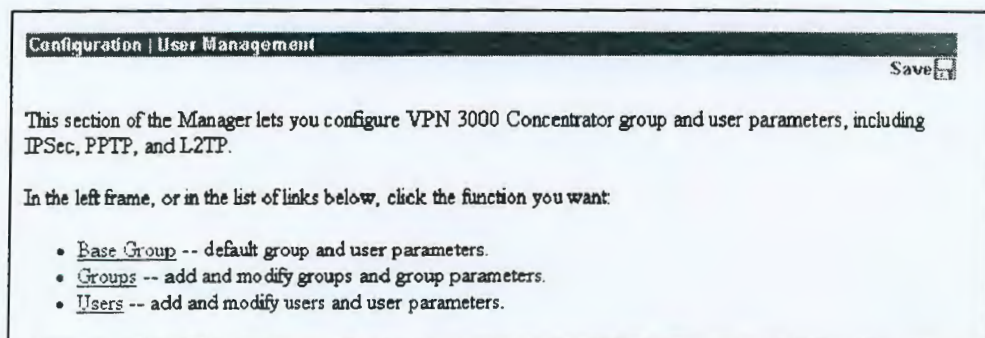 Configuration | User Management
Save
This section of the Manager lets you configure VPN 3000 Concentrator group and user parameters, including
IPSec, PPTP, and L2TP.
In the left frame, or in the list of links below, click the function you want:
• Base Group -- default group and user parameters.
• Groups -- add and modify groups and group parameters.
• Users -- add and modify users and user parameters.